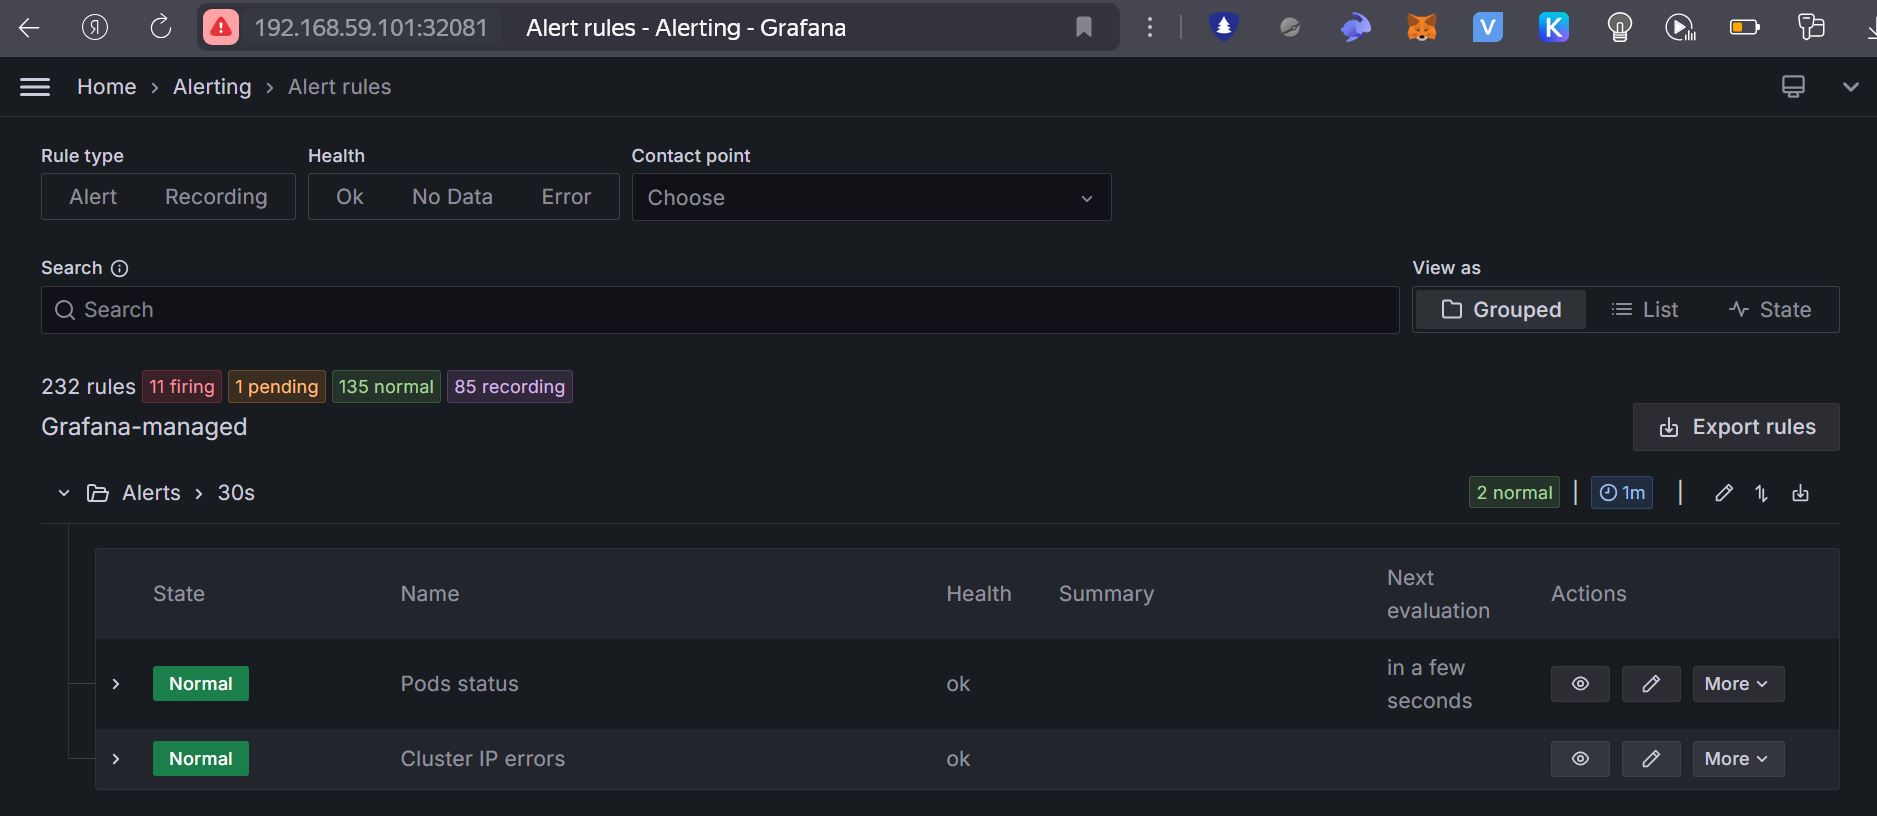 192.168.59.101:32081 Alert rules - Alerting - Grafana
Home › Alerting › Alert rules
Rule type Health Contact point
Alert Recording Ok No Data Error Choose
Search View as
Search Grouped List State
232 rules 11 firing 1 pending 135 normal 85 recording
Grafana-managed Export rules
Alerts › 30s 2 normal | 1m |
State Name Health Summary Next evaluation Actions
Normal Pods status ok in a few seconds More
Normal Cluster IP errors ok More